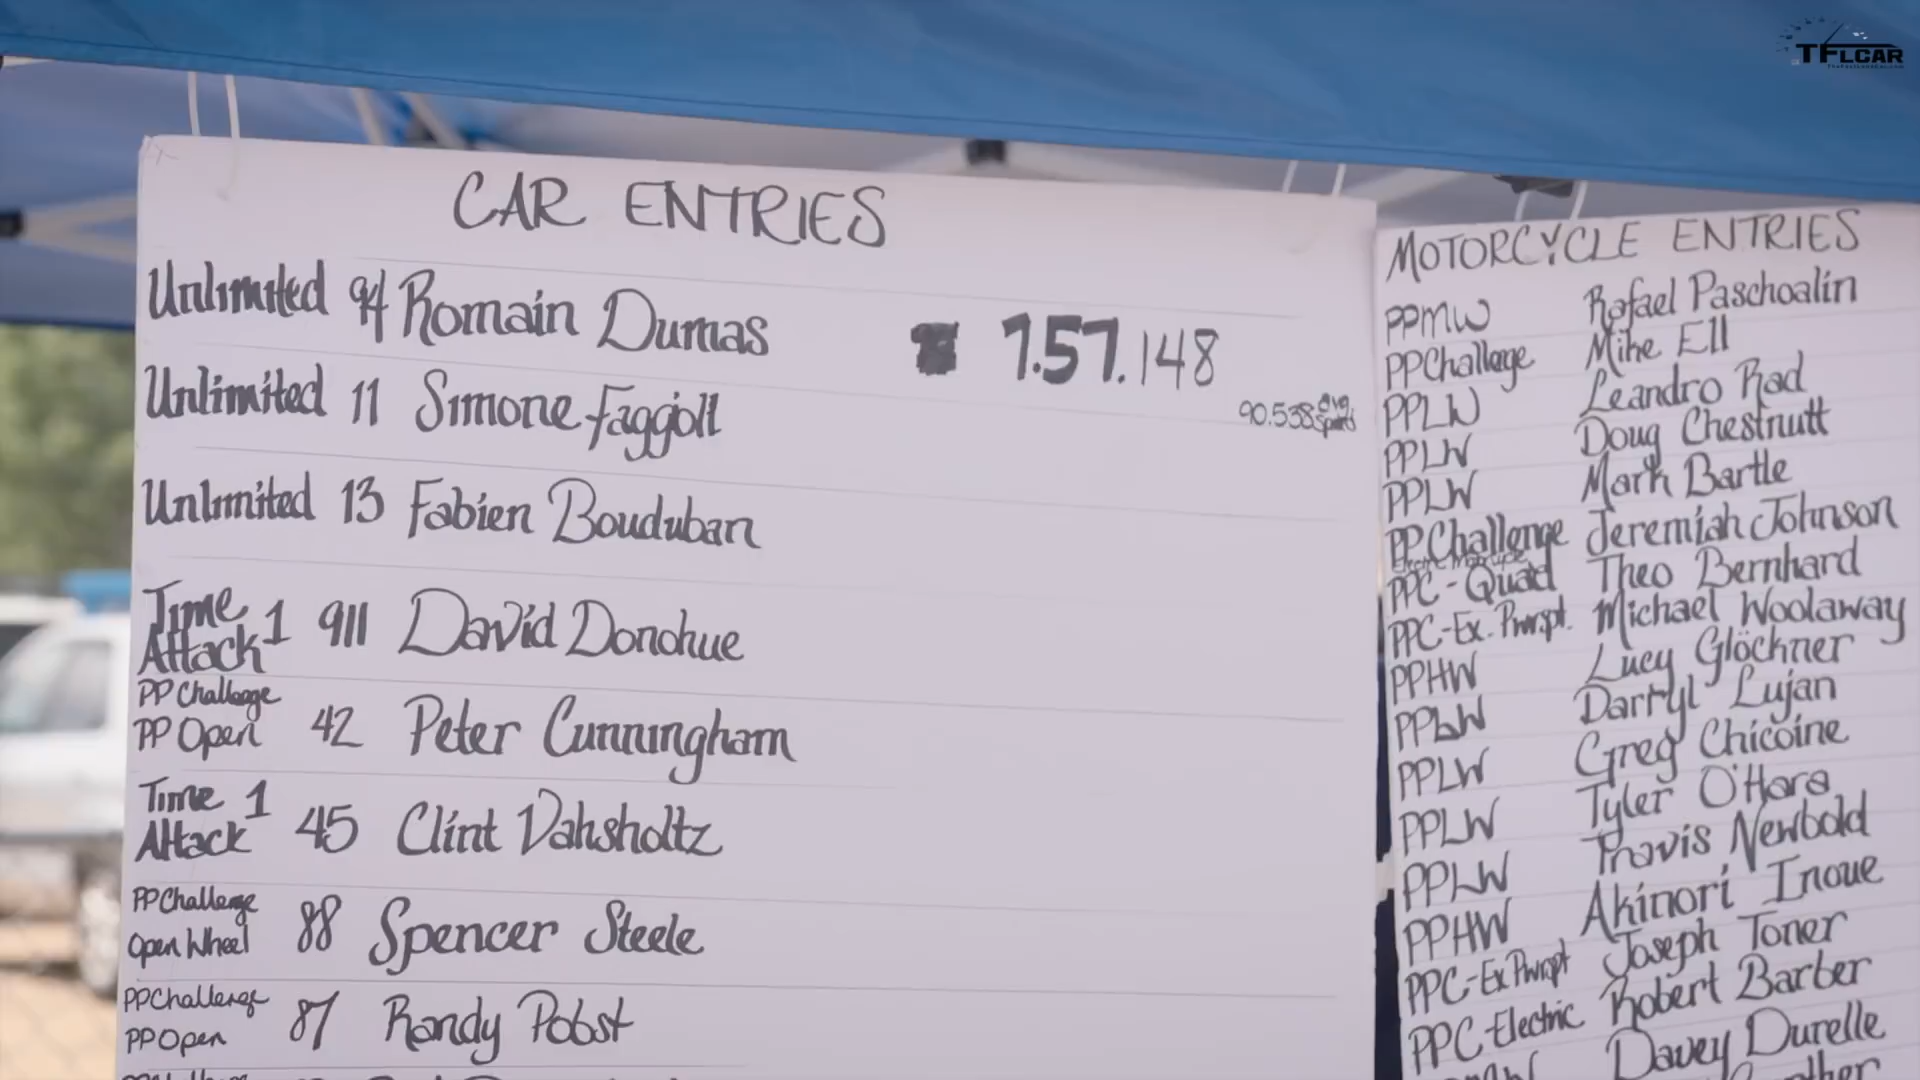 TFLCAR
CAR ENTRIES
Unlimited 94 Romain Dumas 7.57.148
90.538 avg speed
Unlimited 11 Simone Faggoli
Unlimited 13 Fabien Bouduban
Time Attack 1 911 David Donohue
PP Challenge PP Open 42 Peter Cunningham
Time Attack 1 45 Clint Vahsholtz
PP Challenge Open Wheel 88 Spencer Steele
PP Challenge PP Open 87 Randy Pobst
MOTORCYCLE ENTRIES
PPMW Rafael Paschoalin
PPChallenge Mike Ell
PPLW Leandro Rad
PPLW Doug Chestnutt
PPLW Mark Bartle
PP.Challenge Jeremiah Johnson
PPC-Quad Theo Bernhard
PPC-Ex.Pwrspt. Michael Woolaway
PPHW Lucy Glöckner
PPLW Darryl Lujan
PPLW Greg Chicoine
PPLW Tyler O'Hara
PPLW Travis Newbold
PPHW Akinori Inoue
PPC-Ex Pwrspt Joseph Toner
PPC-Electric Robert Barber
Davey Durelle